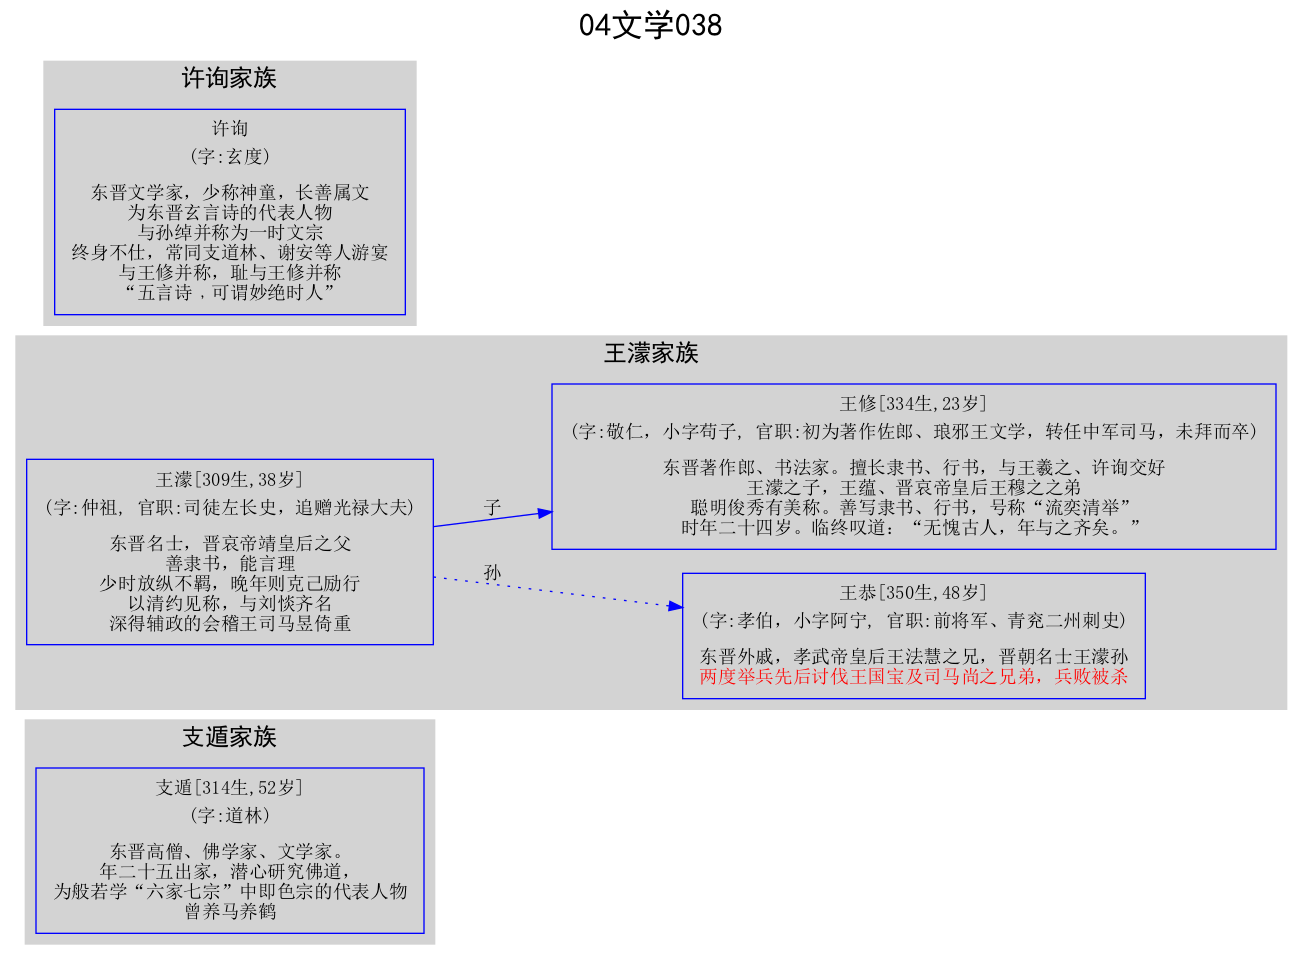 04文学038
许询家族
许询
(字:玄度)
东晋文学家，少称神童，长善属文
为东晋玄言诗的代表人物
与孙绰并称为一时文宗
终身不仕，常同支道林、谢安等人游宴
与王修并称，耻与王修并称
“五言诗﹐可谓妙绝时人”
王濛家族
王濛[309生,38岁]
(字:仲祖, 官职:司徒左长史，追赠光禄大夫)
东晋名士，晋哀帝靖皇后之父
善隶书，能言理
少时放纵不羁，晚年则克己励行
以清约见称，与刘惔齐名
深得辅政的会稽王司马昱倚重
子
孙
王修[334生,23岁]
(字:敬仁，小字苟子, 官职:初为著作佐郎、琅邪王文学，转任中军司马，未拜而卒)
东晋著作郎、书法家。擅长隶书、行书，与王羲之、许询交好
王濛之子，王蕴、晋哀帝皇后王穆之之弟
聪明俊秀有美称。善写隶书、行书，号称“流奕清举”
时年二十四岁。临终叹道：“无愧古人，年与之齐矣。”
王恭[350生,48岁]
(字:孝伯，小字阿宁, 官职:前将军、青兖二州刺史)
东晋外戚，孝武帝皇后王法慧之兄，晋朝名士王濛孙
两度举兵先后讨伐王国宝及司马尚之兄弟，兵败被杀
支遁家族
支遁[314生,52岁]
(字:道林)
东晋高僧、佛学家、文学家。
年二十五出家，潜心研究佛道，
为般若学“六家七宗”中即色宗的代表人物
曾养马养鹤